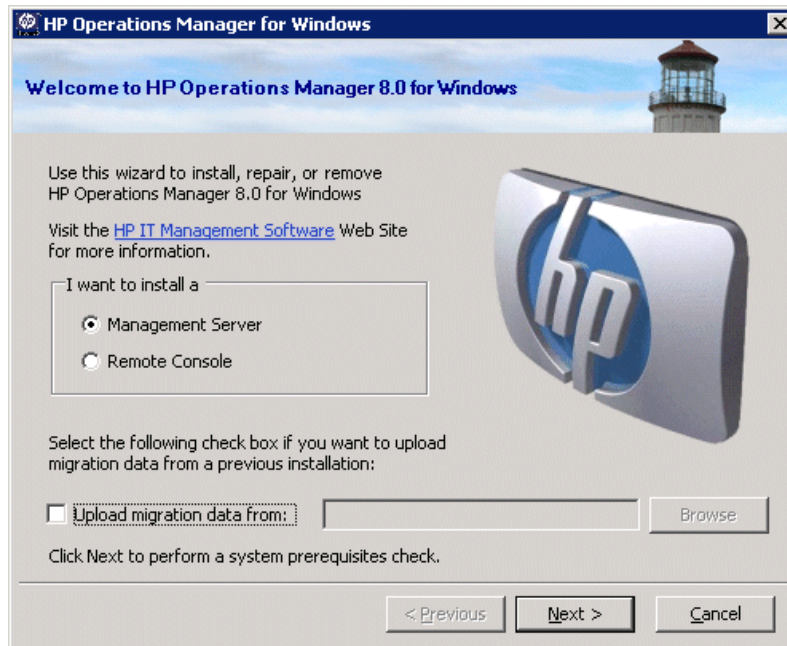 HP Operations Manager for Windows
Welcome to HP Operations Manager 8.0 for Windows
Use this wizard to install, repair, or remove
HP Operations Manager 8.0 for Windows
Visit the HP IT Management Software Web Site
for more information.
I want to install a
Management Server
Remote Console
hp
Select the following check box if you want to upload
migration data from a previous installation:
Upload migration data from:
Browse
Click Next to perform a system prerequisites check.
< Previous
Next >
Cancel